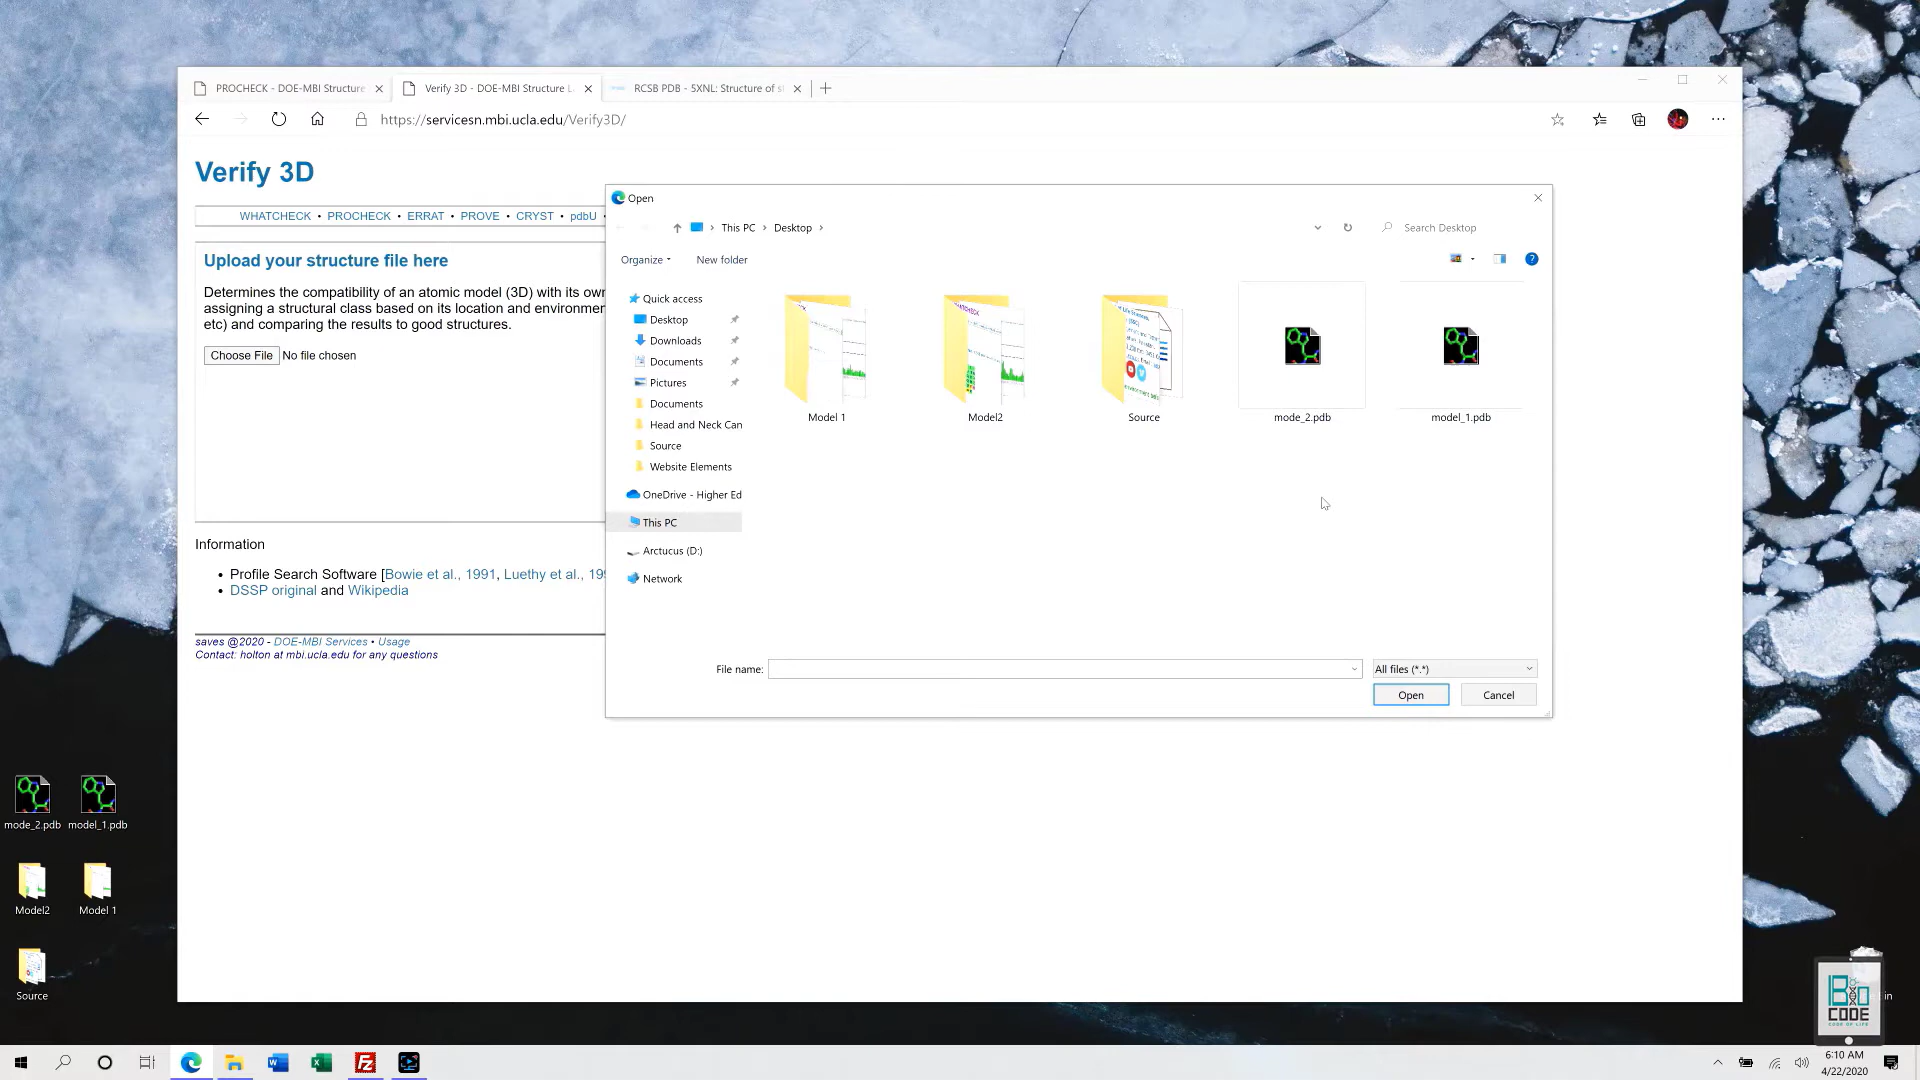 PROCHECK - DOE-MBI Structure
Verify 3D - DOE-MBI Structure L
RCSB PDB - 5XNL: Structure of s
https://servicesn.mbi.ucla.edu/Verify3D/
Verify 3D
WHATCHECK • PROCHECK • ERRAT • PROVE • CRYST • pdbU •
Upload your structure file here
Determines the compatibility of an atomic model (3D) with its own
assigning a structural class based on its location and environmen
etc) and comparing the results to good structures.
Choose File No file chosen
Information
Profile Search Software [Bowie et al., 1991, Luethy et al., 199
DSSP original and Wikipedia
saves @2020 - DOE-MBI Services • Usage
Contact: holton at mbi.ucla.edu for any questions
Open
This PC > Desktop >
Search Desktop
Organize
New folder
Quick access
Desktop
Downloads
Documents
Pictures
Documents
Head and Neck Can
Source
Website Elements
OneDrive - Higher Ed
This PC
Arctucus (D:)
Network
Model 1
Model2
Source
mode_2.pdb
model_1.pdb
File name:
All files (*.*)
Open
Cancel
mode_2.pdb
model_1.pdb
Model2
Model 1
Source
BIO
CODE
CODE OF LIFE
6:10 AM
4/22/2020